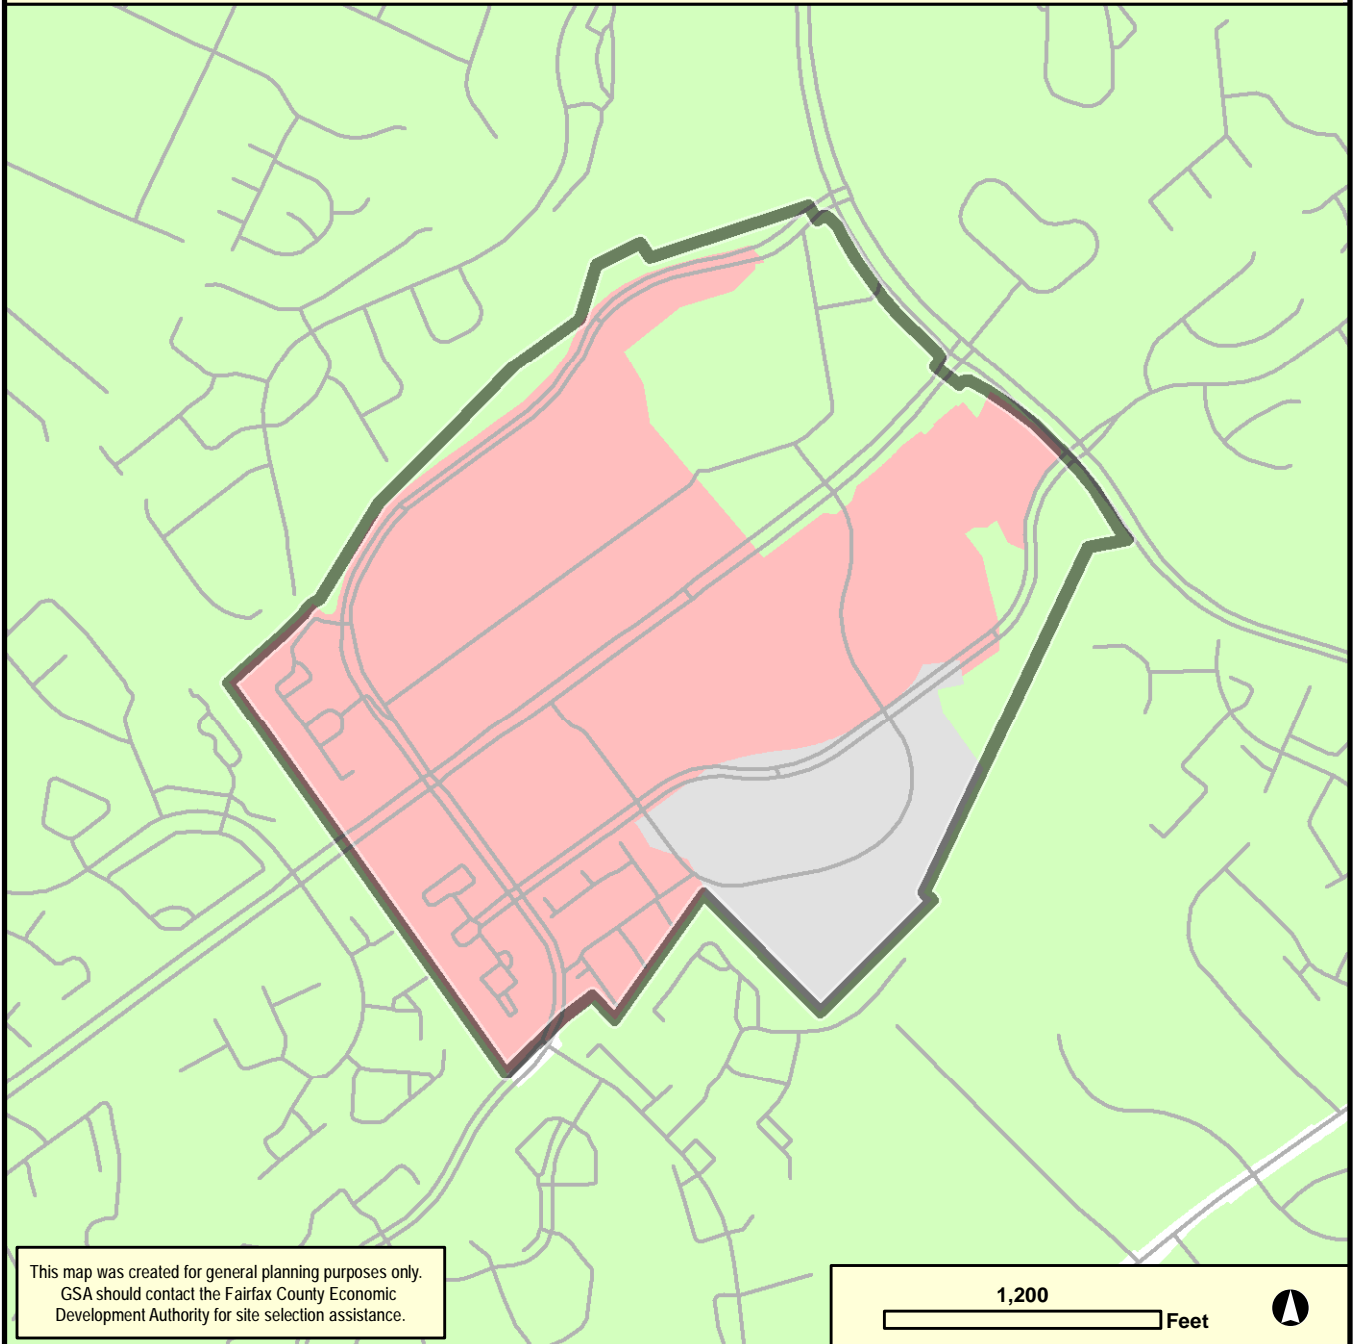 This map was created for general planning purposes only.
GSA should contact the Fairfax County Economic
Development Authority for site selection assistance.
1,200
Feet